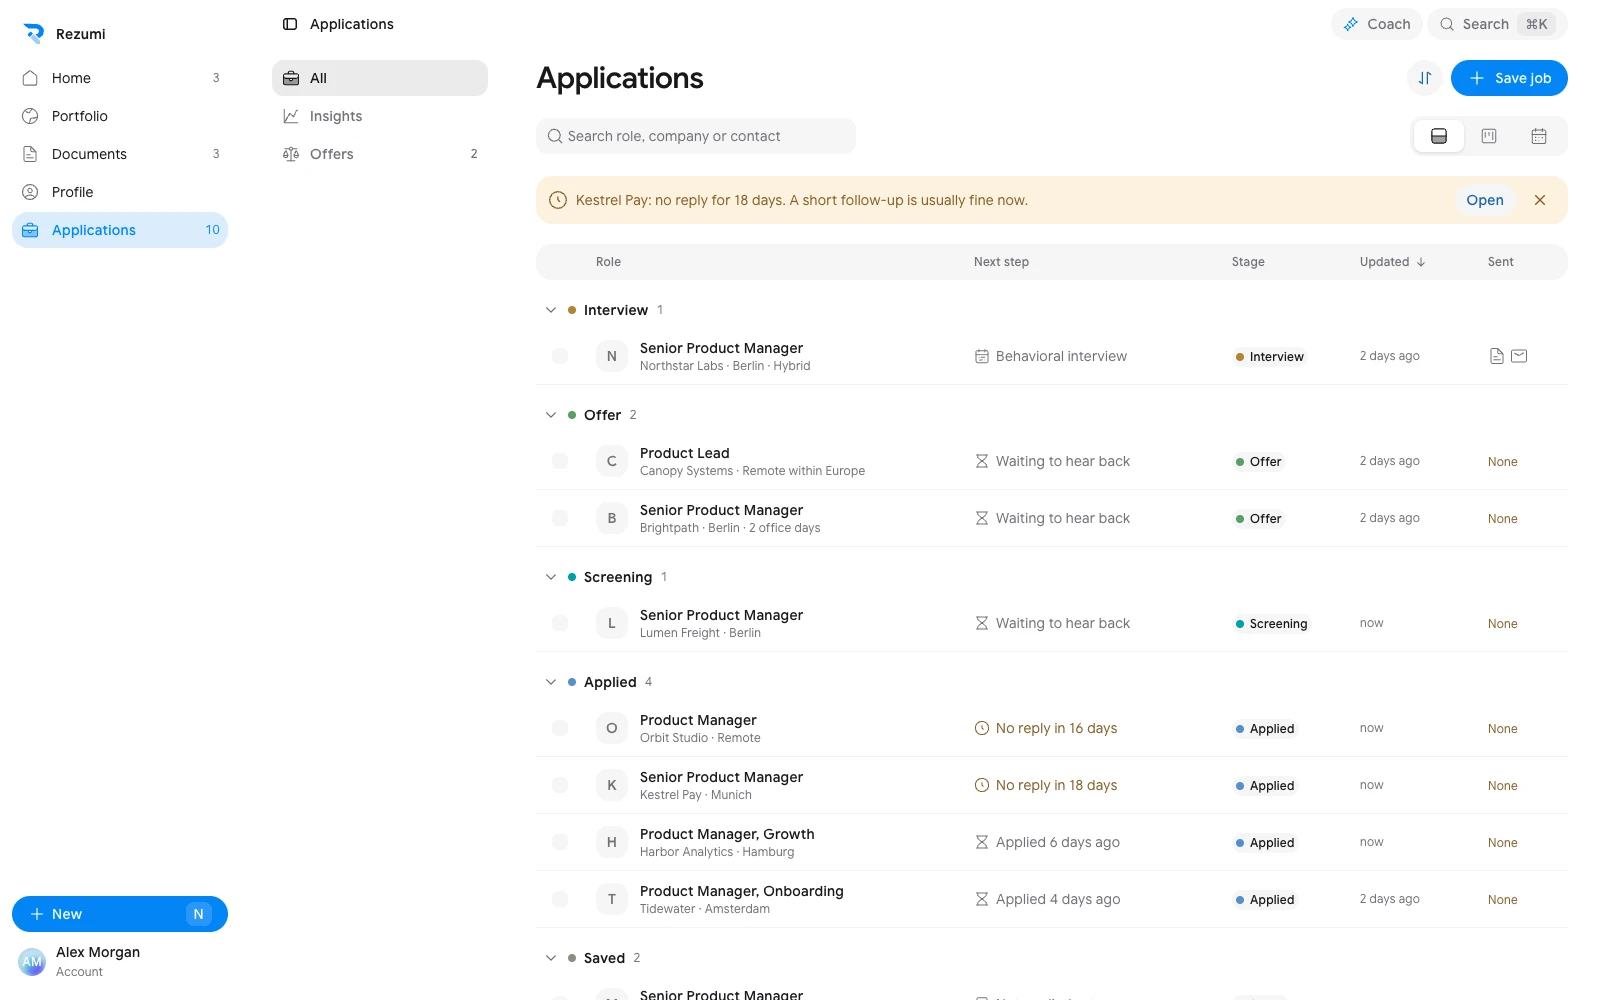 Rezumi
Home 3
Portfolio
Documents 3
Profile
Applications 10
New N
AM
Alex Morgan
Account
Applications
All
Insights
Offers 2
Coach
Search ⌘K
Applications
Save job
Search role, company or contact
Kestrel Pay: no reply for 18 days. A short follow-up is usually fine now. Open
Role Next step Stage Updated ↓ Sent
Interview 1
N
Senior Product Manager
Northstar Labs · Berlin · Hybrid
Behavioral interview
Interview
2 days ago
Offer 2
C
Product Lead
Canopy Systems · Remote within Europe
Waiting to hear back
Offer
2 days ago
None
B
Senior Product Manager
Brightpath · Berlin · 2 office days
Waiting to hear back
Offer
2 days ago
None
Screening 1
L
Senior Product Manager
Lumen Freight · Berlin
Waiting to hear back
Screening
now
None
Applied 4
O
Product Manager
Orbit Studio · Remote
No reply in 16 days
Applied
now
None
K
Senior Product Manager
Kestrel Pay · Munich
No reply in 18 days
Applied
now
None
H
Product Manager, Growth
Harbor Analytics · Hamburg
Applied 6 days ago
Applied
now
None
T
Product Manager, Onboarding
Tidewater · Amsterdam
Applied 4 days ago
Applied
2 days ago
None
Saved 2
Senior Product Manager